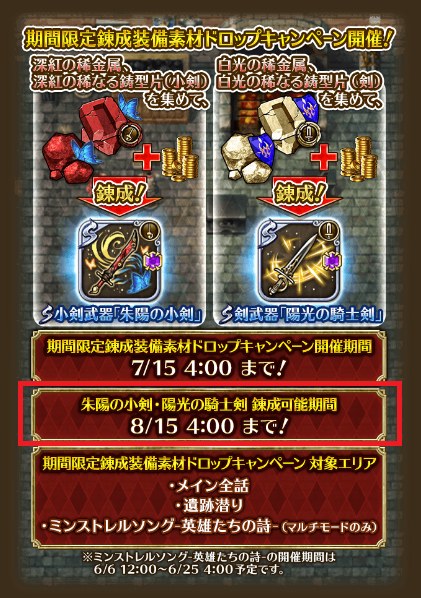 期間限定錬成装備素材ドロップキャンペーン開催!
深紅の稀金属、
深紅の稀なる鋳型片(小剣)
を集めて、
錬成!
S小剣武器「朱陽の小剣」
白光の稀金属、
白光の稀なる鋳型片(剣)
を集めて、
錬成!
S剣武器「陽光の騎士剣」
期間限定錬成装備素材ドロップキャンペーン開催期間
7/15 4:00 まで!
朱陽の小剣・陽光の騎士剣 錬成可能期間
8/15 4:00 まで!
期間限定錬成装備素材ドロップキャンペーン 対象エリア
・メイン全話
・遺跡潜り
・ミンストレルソング-英雄たちの詩-(マルチモードのみ)
※ミンストレルソング-英雄たちの詩-の開催期間は
6/6 12:00～6/25 4:00予定です。